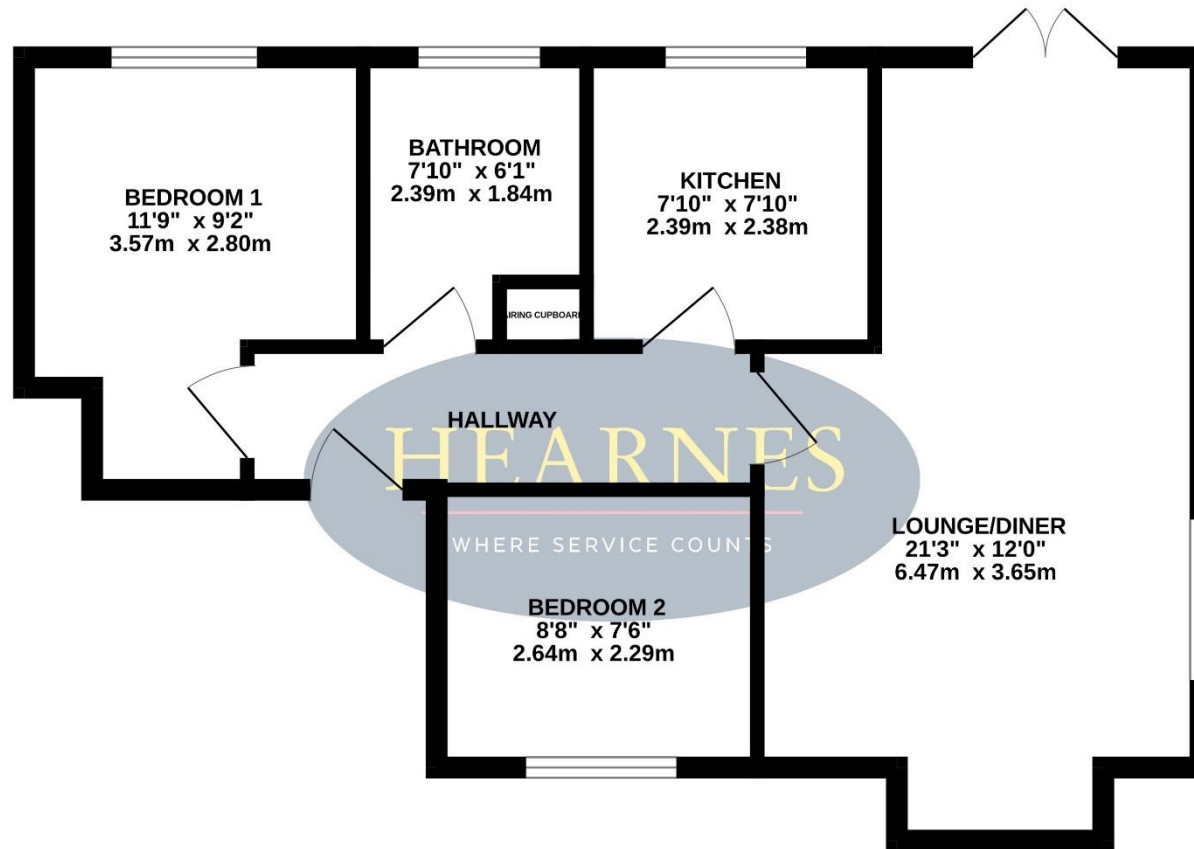 BEDROOM 1
11'9" x 9'2"
3.57m x 2.80m
BATHROOM
7'10" x 6'1"
2.39m x 1.84m
KITCHEN
7'10" x 7'10"
2.39m x 2.38m
AIRING CUPBOARD
HALLWAY
HEARNES
WHERE SERVICE COUNTS
LOUNGE/DINER
21'3" x 12'0"
6.47m x 3.65m
BEDROOM 2
8'8" x 7'6"
2.64m x 2.29m